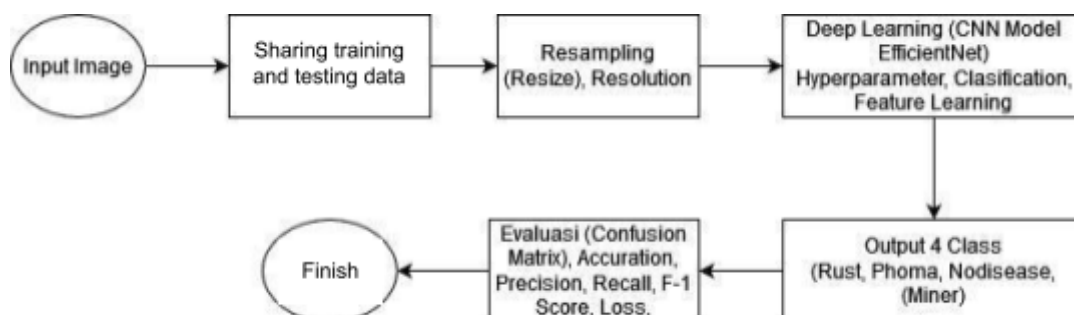 Input Image
Sharing training
and testing data
Resampling
(Resize), Resolution
Deep Learning (CNN Model
EfficientNet)
Hyperparameter, Clasification,
Feature Learning
Output 4 Class
(Rust, Phoma, Nodisease,
(Miner)
Evaluasi (Confusion
Matrix), Accuration,
Precision, Recall, F-1
Score, Loss,
Finish